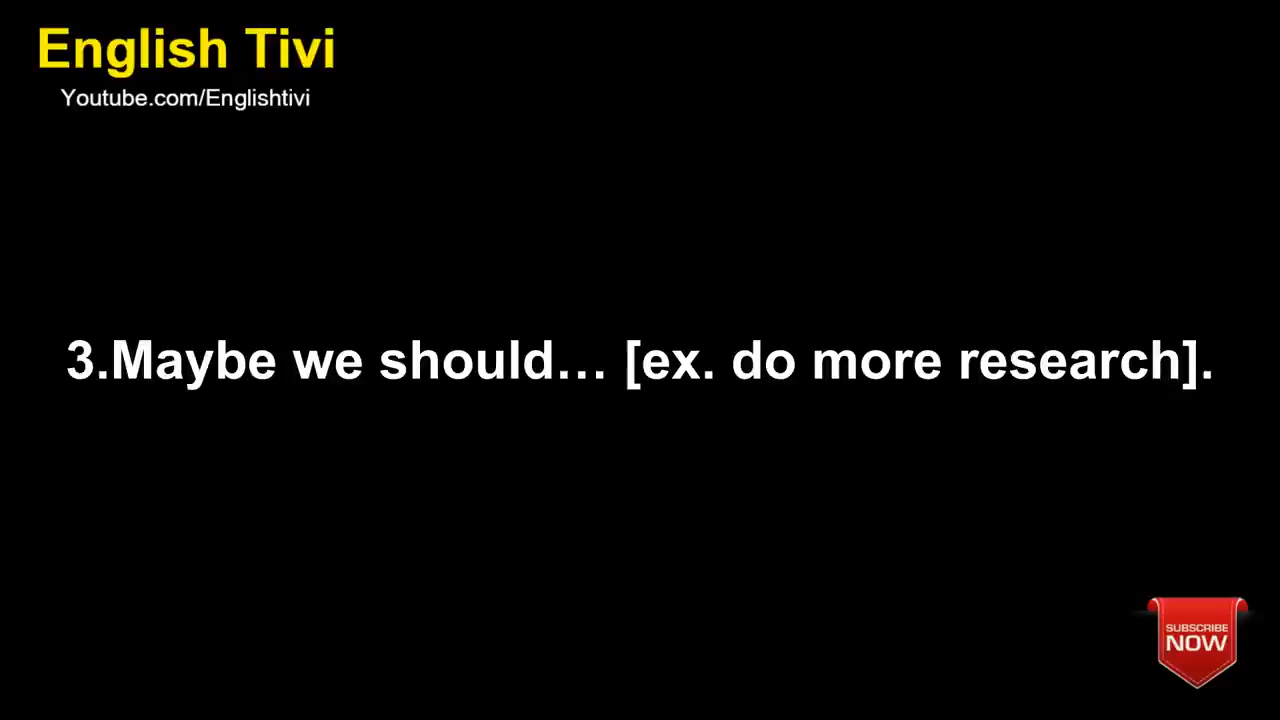 English Tivi
Youtube.com/Englishtivi
3.Maybe we should… [ex. do more research].
SUBSCRIBE
NOW